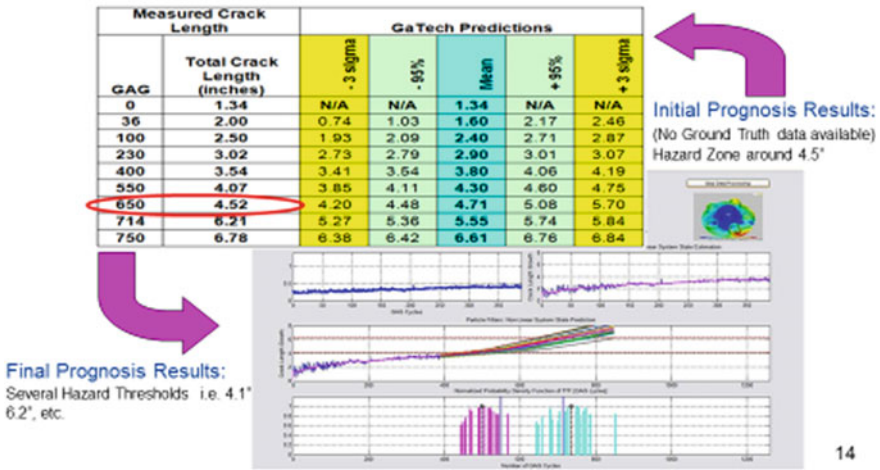 Measured Crack
Length
GaTech Predictions
GAG
Total Crack
Length
(inches)
- 3 sigma
- 95%
Mean
+ 95%
+ 3 sigma
0 1.34 N/A N/A 1.34 N/A N/A
36 2.00 0.74 1.03 1.60 2.17 2.46
100 2.50 1.93 2.09 2.40 2.71 2.87
230 3.02 2.73 2.79 2.90 3.01 3.07
400 3.54 3.41 3.54 3.80 4.06 4.19
550 4.07 3.85 4.11 4.30 4.60 4.75
650 4.52 4.20 4.48 4.71 5.08 5.70
714 6.21 5.27 5.36 5.55 5.74 5.84
750 6.78 6.38 6.42 6.61 6.76 6.84
Initial Prognosis Results:
(No Ground Truth data available)
Hazard Zone around 4.5"
GAG Cycles
Particle Filters: Non-Linear System State Prediction
Crack Length Growth
Number of GAG Cycles
Final Prognosis Results:
Several Hazard Thresholds i.e. 4.1"
6.2", etc.
14